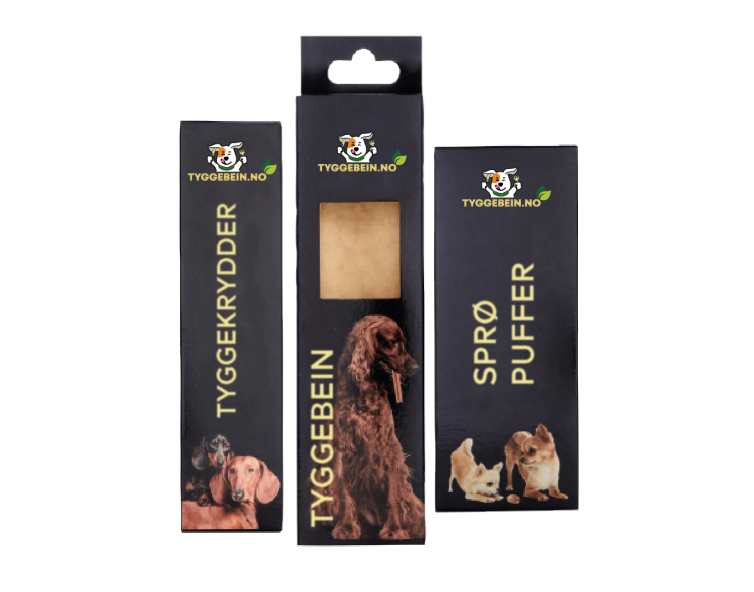 TYGGEBEIN.NO
TYGGEKRYDDER
TYGGEBEIN.NO
TYGGEBEIN
TYGGEBEIN.NO
SPRØ
PUFFER